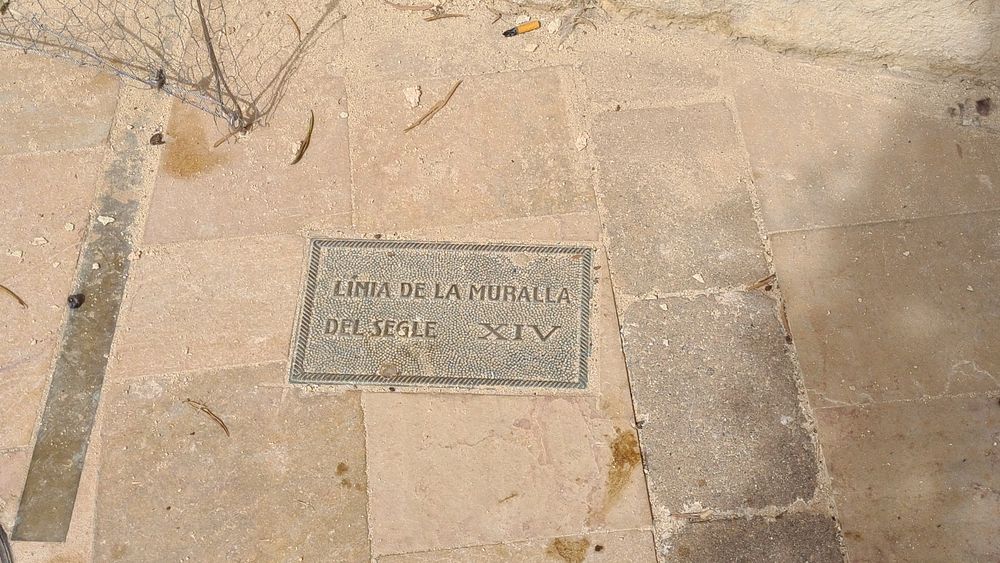 LÍNIA DE LA MURALLA
DEL SEGLE XIV